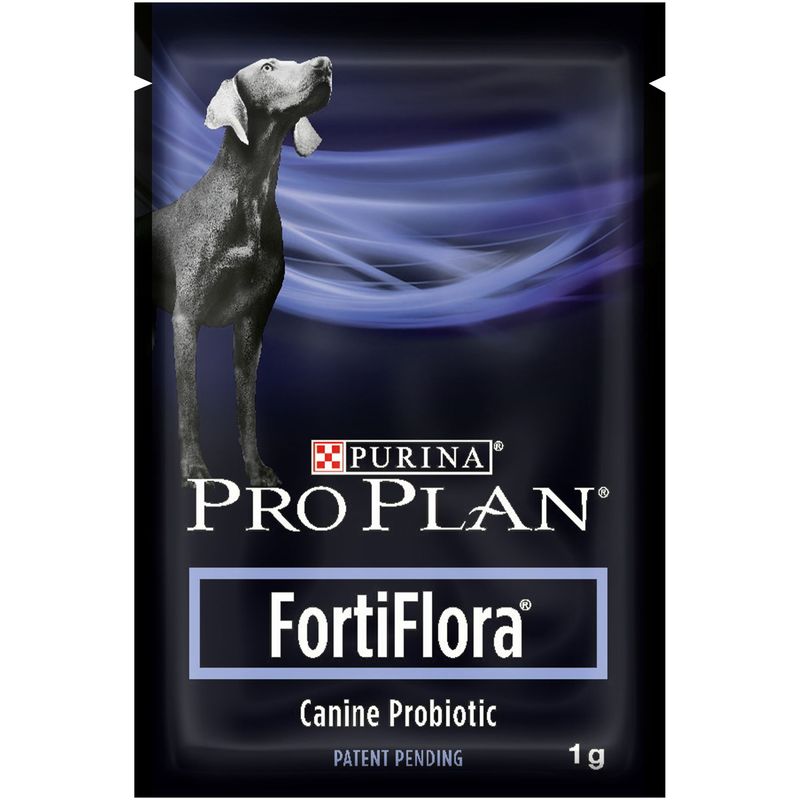 PURINA®
PRO PLAN®
FortiFlora®
Canine Probiotic
PATENT PENDING
1 g